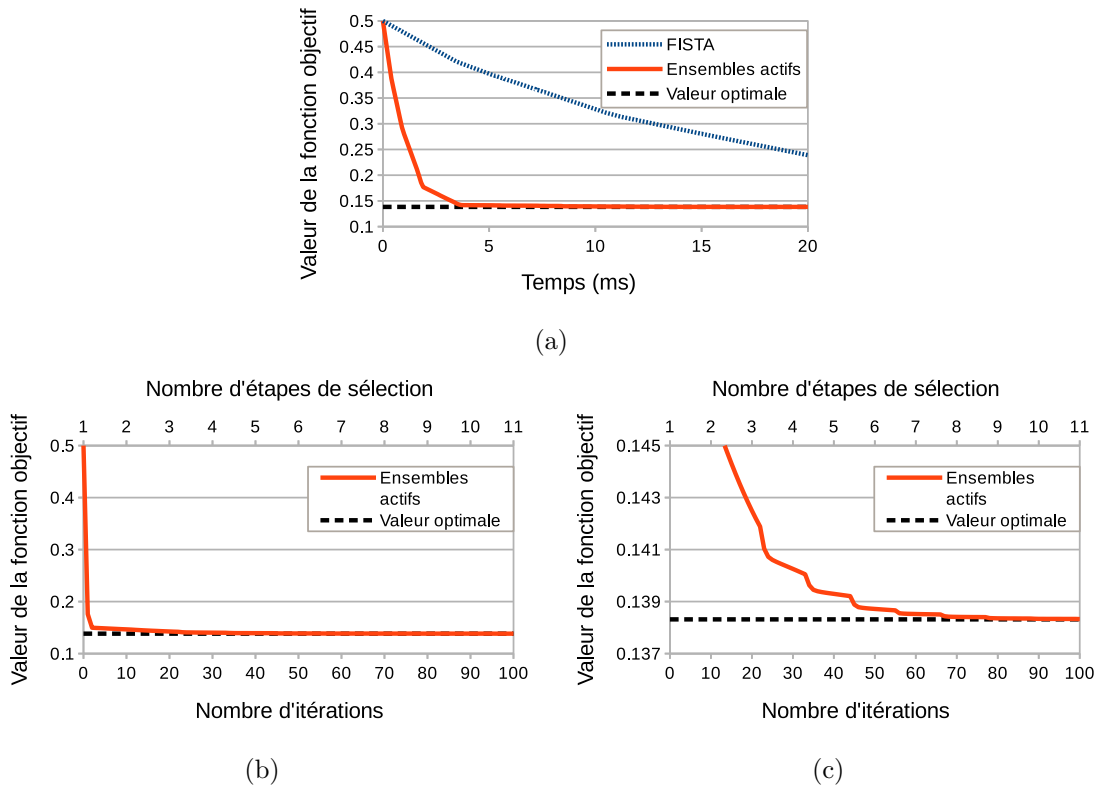 Valeur de la fonction objectif
0.5
0.45
0.4
0.35
0.3
0.25
0.2
0.15
0.1
FISTA
Ensembles actifs
Valeur optimale
0 5 10 15 20
Temps (ms)
(a)
Nombre d'étapes de sélection
1 2 3 4 5 6 7 8 9 10 11
Valeur de la fonction objectif
0.5
0.4
0.3
0.2
0.1
Ensembles
actifs
Valeur optimale
0 10 20 30 40 50 60 70 80 90 100
Nombre d'itérations
(b)
Nombre d'étapes de sélection
1 2 3 4 5 6 7 8 9 10 11
Valeur de la fonction objectif
0.145
0.143
0.141
0.139
0.137
Ensembles
actifs
Valeur optimale
0 10 20 30 40 50 60 70 80 90 100
Nombre d'itérations
(c)